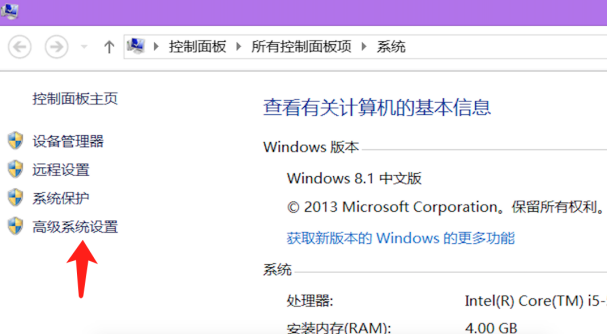 控制面板 所有控制面板项 系统
控制面板主页
设备管理器
远程设置
系统保护
高级系统设置
查看有关计算机的基本信息
Windows 版本
Windows 8.1 中文版
© 2013 Microsoft Corporation。保留所有权利。
获取新版本的 Windows 的更多功能
系统
处理器: Intel(R) Core(TM) i5-
安装内存(RAM): 4.00 GB